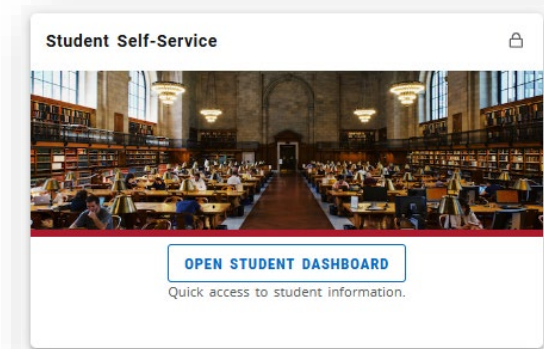 Student Self-Service
OPEN STUDENT DASHBOARD
Quick access to student information.